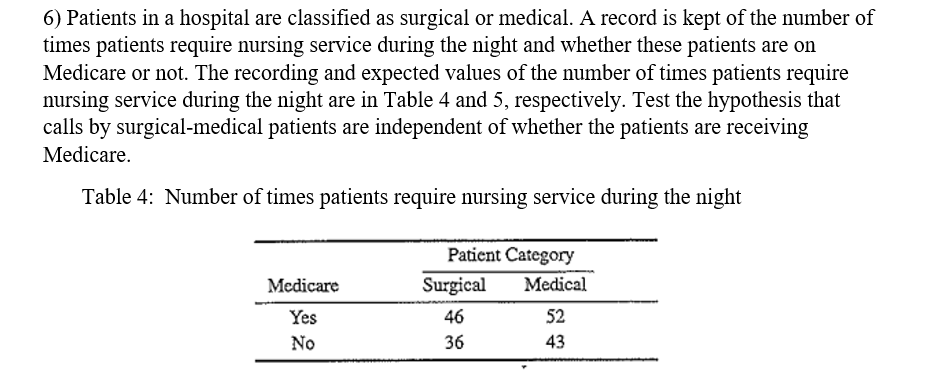 6) Patients in a hospital are classified as surgical or medical. A record is kept of the number of
times patients require nursing service during the night and whether these patients are on
Medicare or not. The recording and expected values of the number of times patients require
nursing service during the night are in Table 4 and 5, respectively. Test the hypothesis that
calls by surgical-medical patients are independent of whether the patients are receiving
Medicare.
Table 4: Number of times patients require nursing service during the night
Patient Category
Medicare Surgical Medical
Yes 46 52
No 36 43